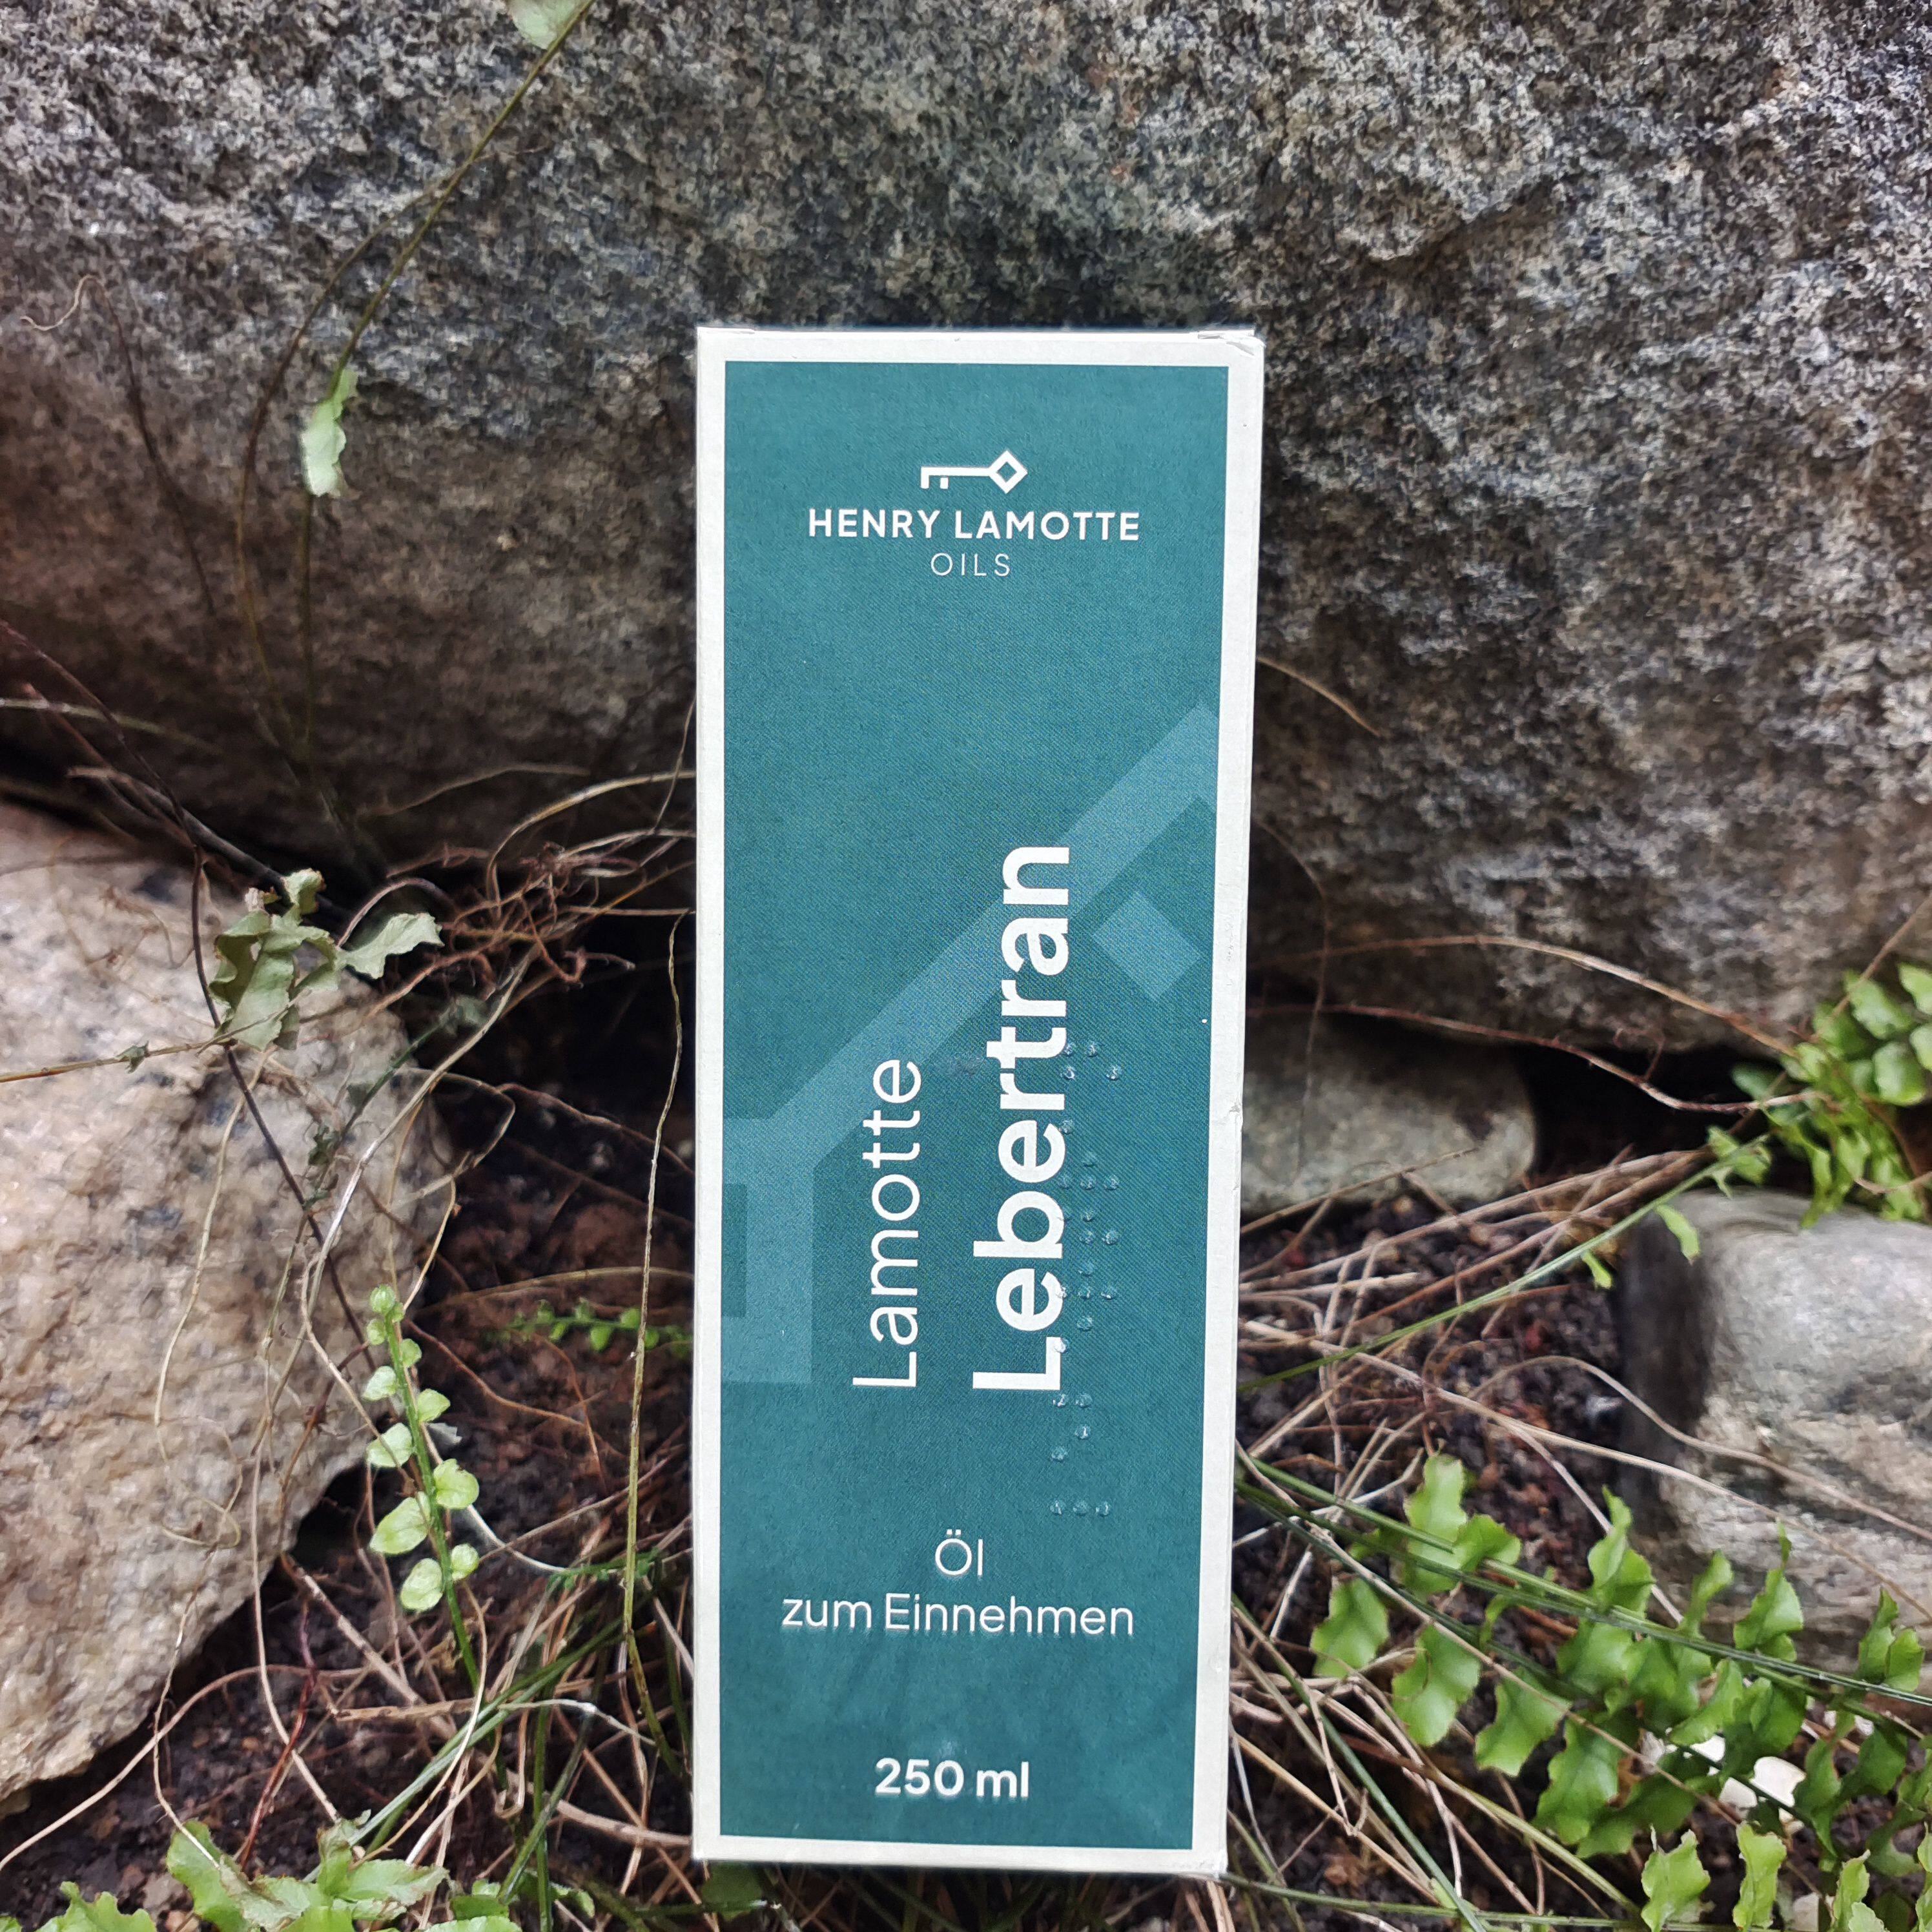 HENRY LAMOTTE
OILS
Lamotte
Lebertran
Öl
zum Einnehmen
250 ml